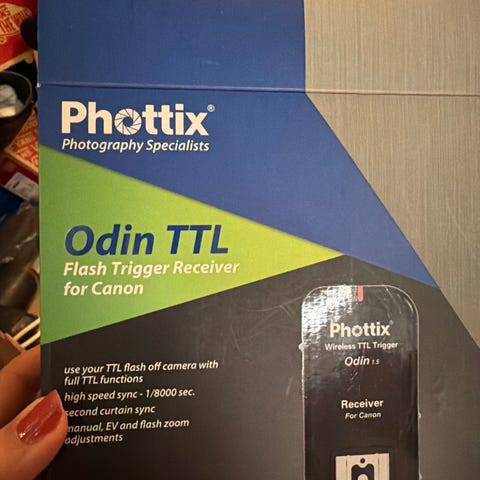 Phottix®
Photography Specialists
Odin TTL
Flash Trigger Receiver
for Canon
use your TTL flash off camera with
full TTL functions
high speed sync - 1/8000 sec.
second curtain sync
manual, EV and flash zoom
adjustments
Phottix®
Wireless TTL Trigger
Odin 1.5
Receiver
For Canon